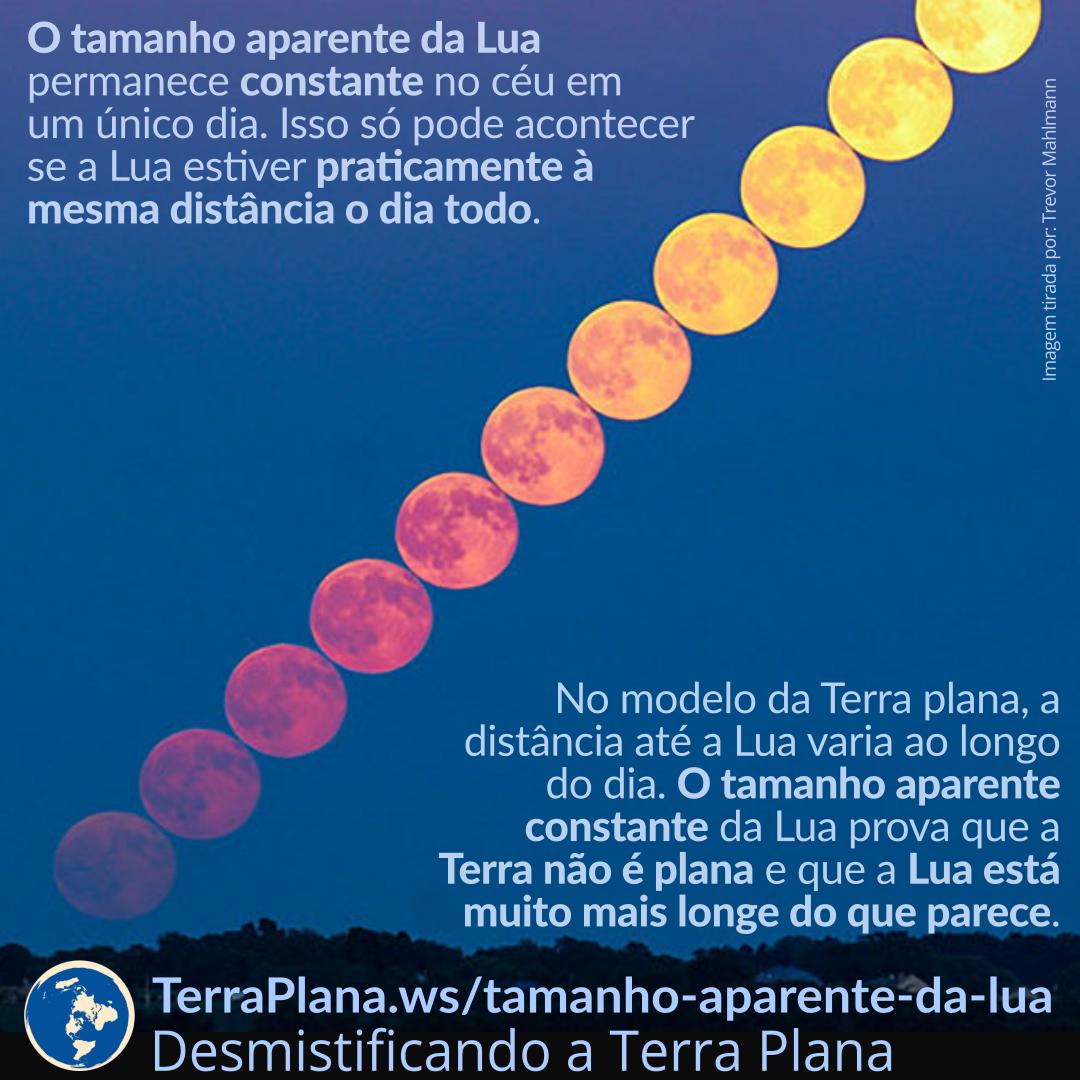 O tamanho aparente da Lua
permanece constante no céu em
um único dia. Isso só pode acontecer
se a Lua estiver praticamente à
mesma distância o dia todo.
Imagem tirada por: Trevor Mahlmann
No modelo da Terra plana, a
distância até a Lua varia ao longo
do dia. O tamanho aparente
constante da Lua prova que a
Terra não é plana e que a Lua está
muito mais longe do que parece.
TerraPlana.ws/tamanho-aparente-da-lua
Desmistificando a Terra Plana